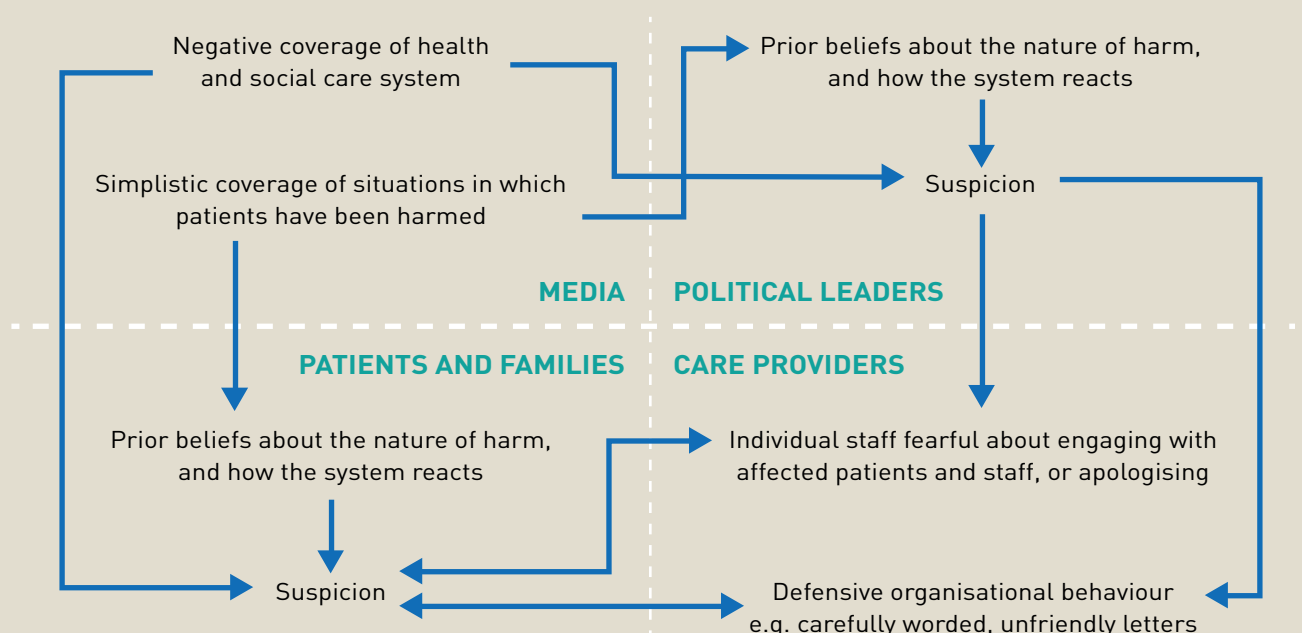 Negative coverage of health
and social care system
Simplistic coverage of situations in which
patients have been harmed
MEDIA
Prior beliefs about the nature of harm,
and how the system reacts
Suspicion
POLITICAL LEADERS
PATIENTS AND FAMILIES
Prior beliefs about the nature of harm,
and how the system reacts
Suspicion
CARE PROVIDERS
Individual staff fearful about engaging with
affected patients and staff, or apologising
Defensive organisational behaviour
e.g. carefully worded, unfriendly letters